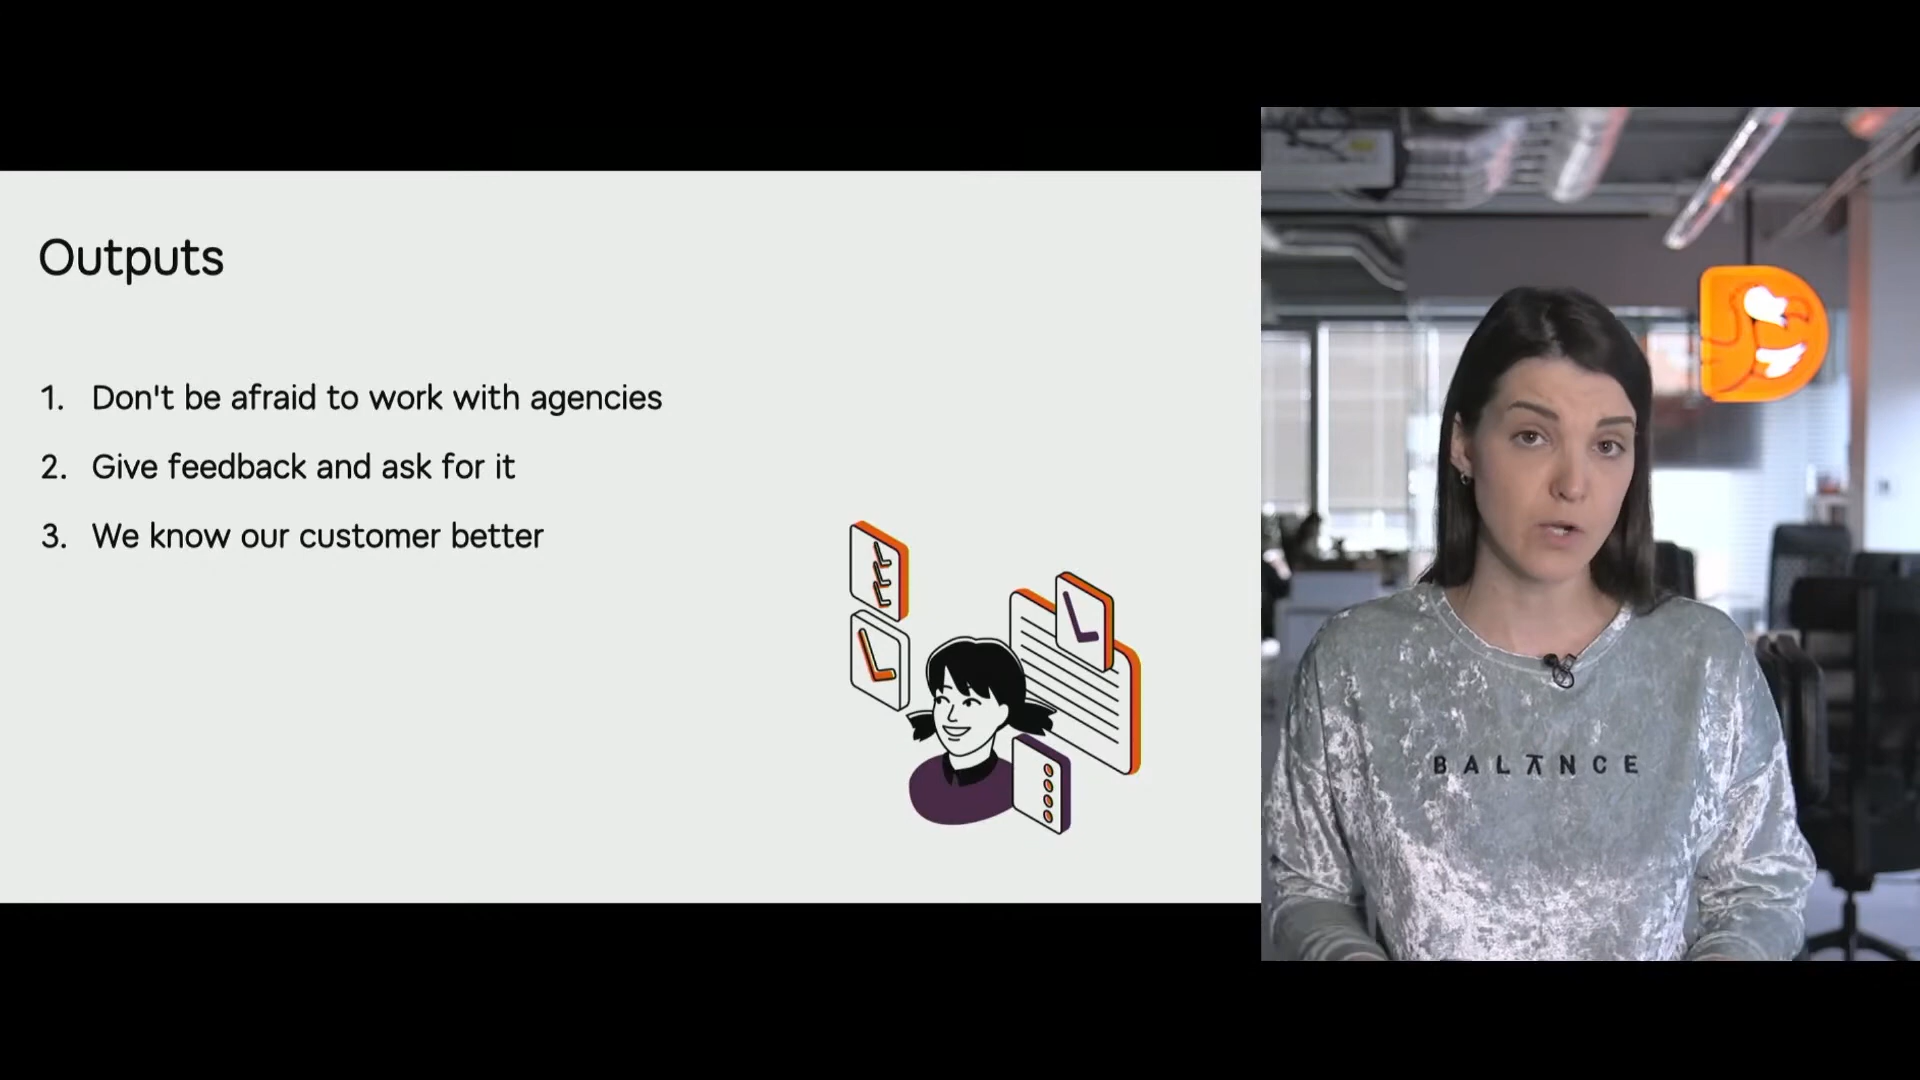 Outputs
1. Don't be afraid to work with agencies
2. Give feedback and ask for it
3. We know our customer better
BALANCE